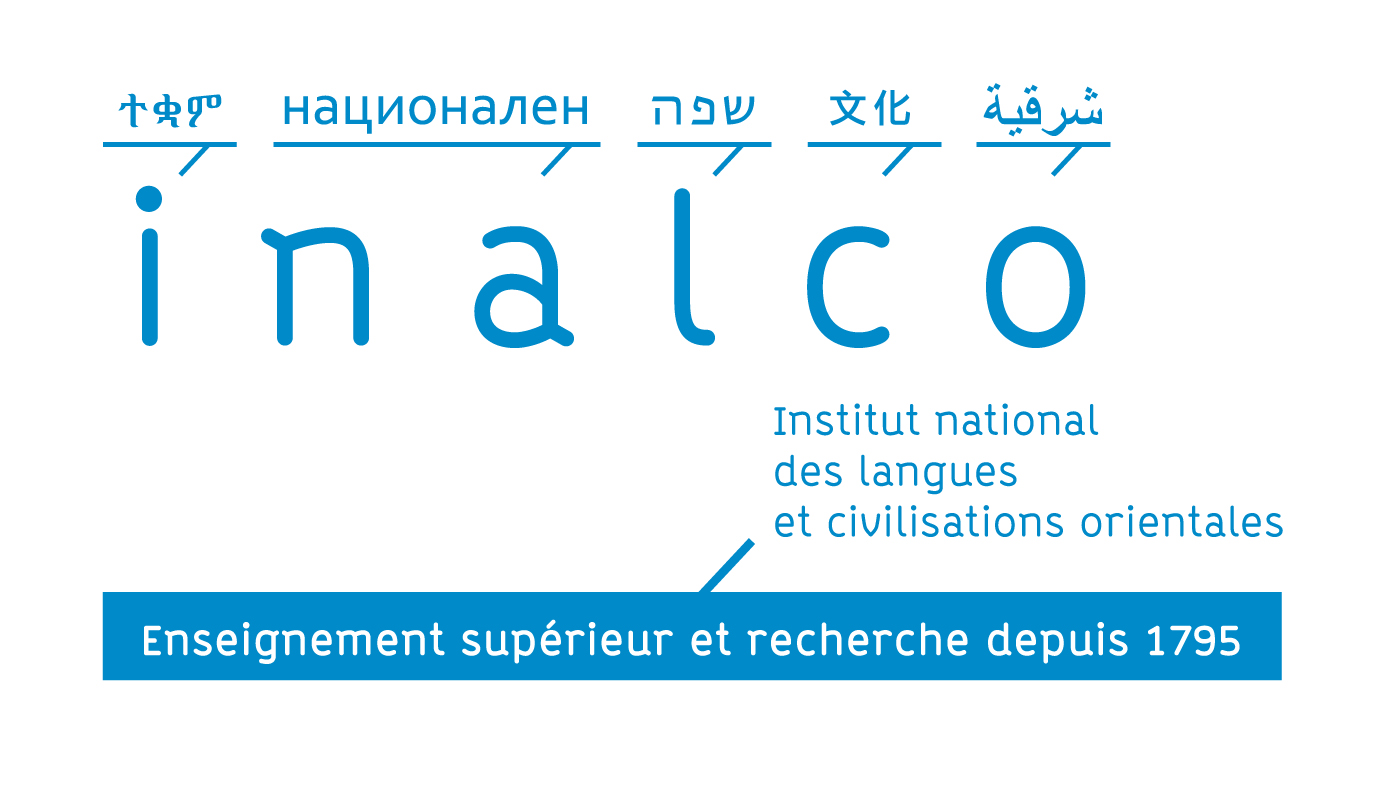 ተቋም национален שפה 文化 شرقية
inalco
Institut national
des langues
et civilisations orientales
Enseignement supérieur et recherche depuis 1795